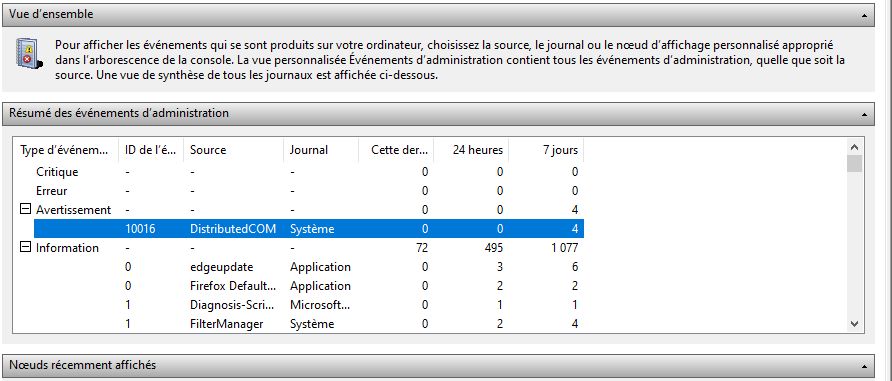 Vue d’ensemble
Pour afficher les événements qui se sont produits sur votre ordinateur, choisissez la source, le journal ou le nœud d’affichage personnalisé approprié
dans l’arborescence de la console. La vue personnalisée Événements d’administration contient tous les événements d’administration, quelle que soit la
source. Une vue de synthèse de tous les journaux est affichée ci-dessous.
Résumé des événements d’administration
Type d’événem... ID de l’é... Source Journal Cette der... 24 heures 7 jours
Critique - - - 0 0 0
Erreur - - - 0 0 0
Avertissement - - - 0 0 4
10016 DistributedCOM Système 0 0 4
Information - - - 72 495 1 077
0 edgeupdate Application 0 3 6
0 Firefox Default... Application 0 2 2
1 Diagnosis-Scri... Microsoft... 0 1 1
1 FilterManager Système 0 2 4
Nœuds récemment affichés